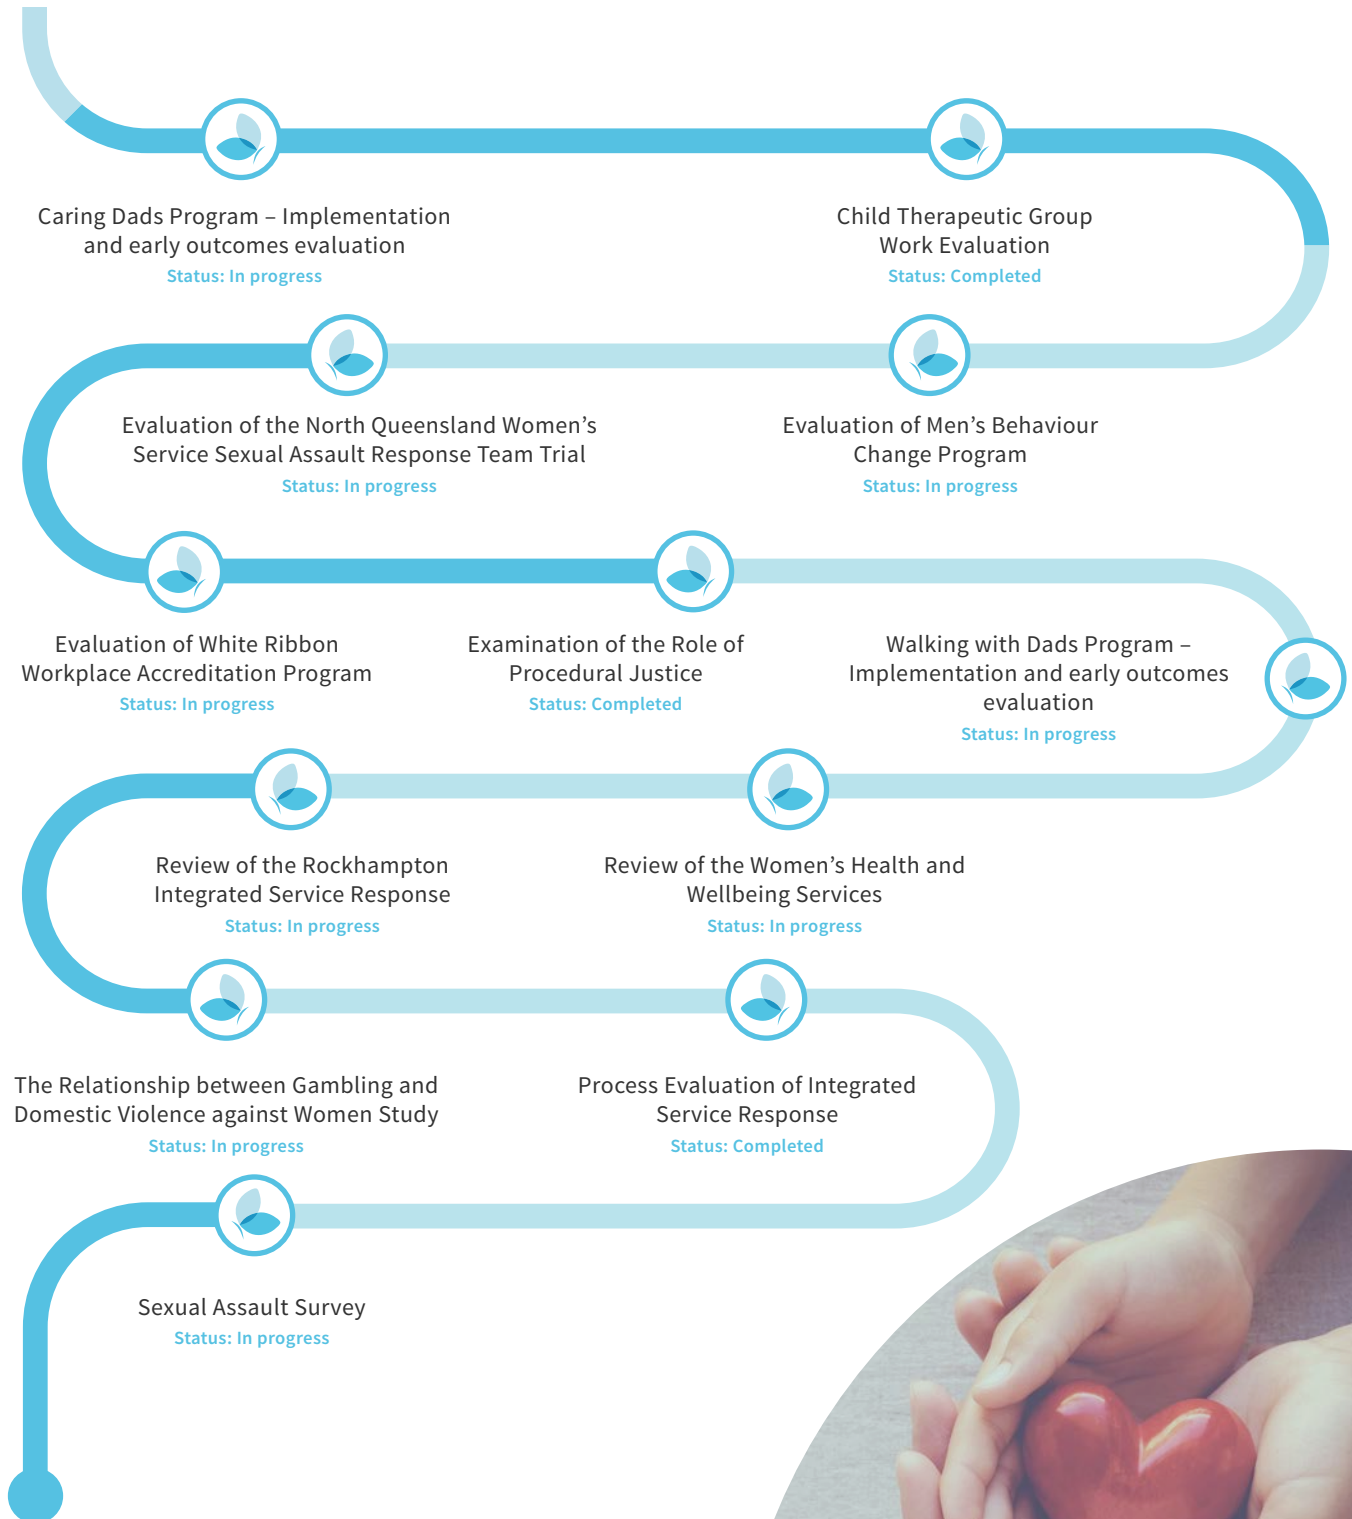 Caring Dads Program – Implementation
and early outcomes evaluation
Status: In progress
Child Therapeutic Group
Work Evaluation
Status: Completed
Evaluation of the North Queensland Women’s
Service Sexual Assault Response Team Trial
Status: In progress
Evaluation of Men’s Behaviour
Change Program
Status: In progress
Evaluation of White Ribbon
Workplace Accreditation Program
Status: In progress
Examination of the Role of
Procedural Justice
Status: Completed
Walking with Dads Program –
Implementation and early outcomes
evaluation
Status: In progress
Review of the Rockhampton
Integrated Service Response
Status: In progress
Review of the Women’s Health and
Wellbeing Services
Status: In progress
The Relationship between Gambling and
Domestic Violence against Women Study
Status: In progress
Process Evaluation of Integrated
Service Response
Status: Completed
Sexual Assault Survey
Status: In progress